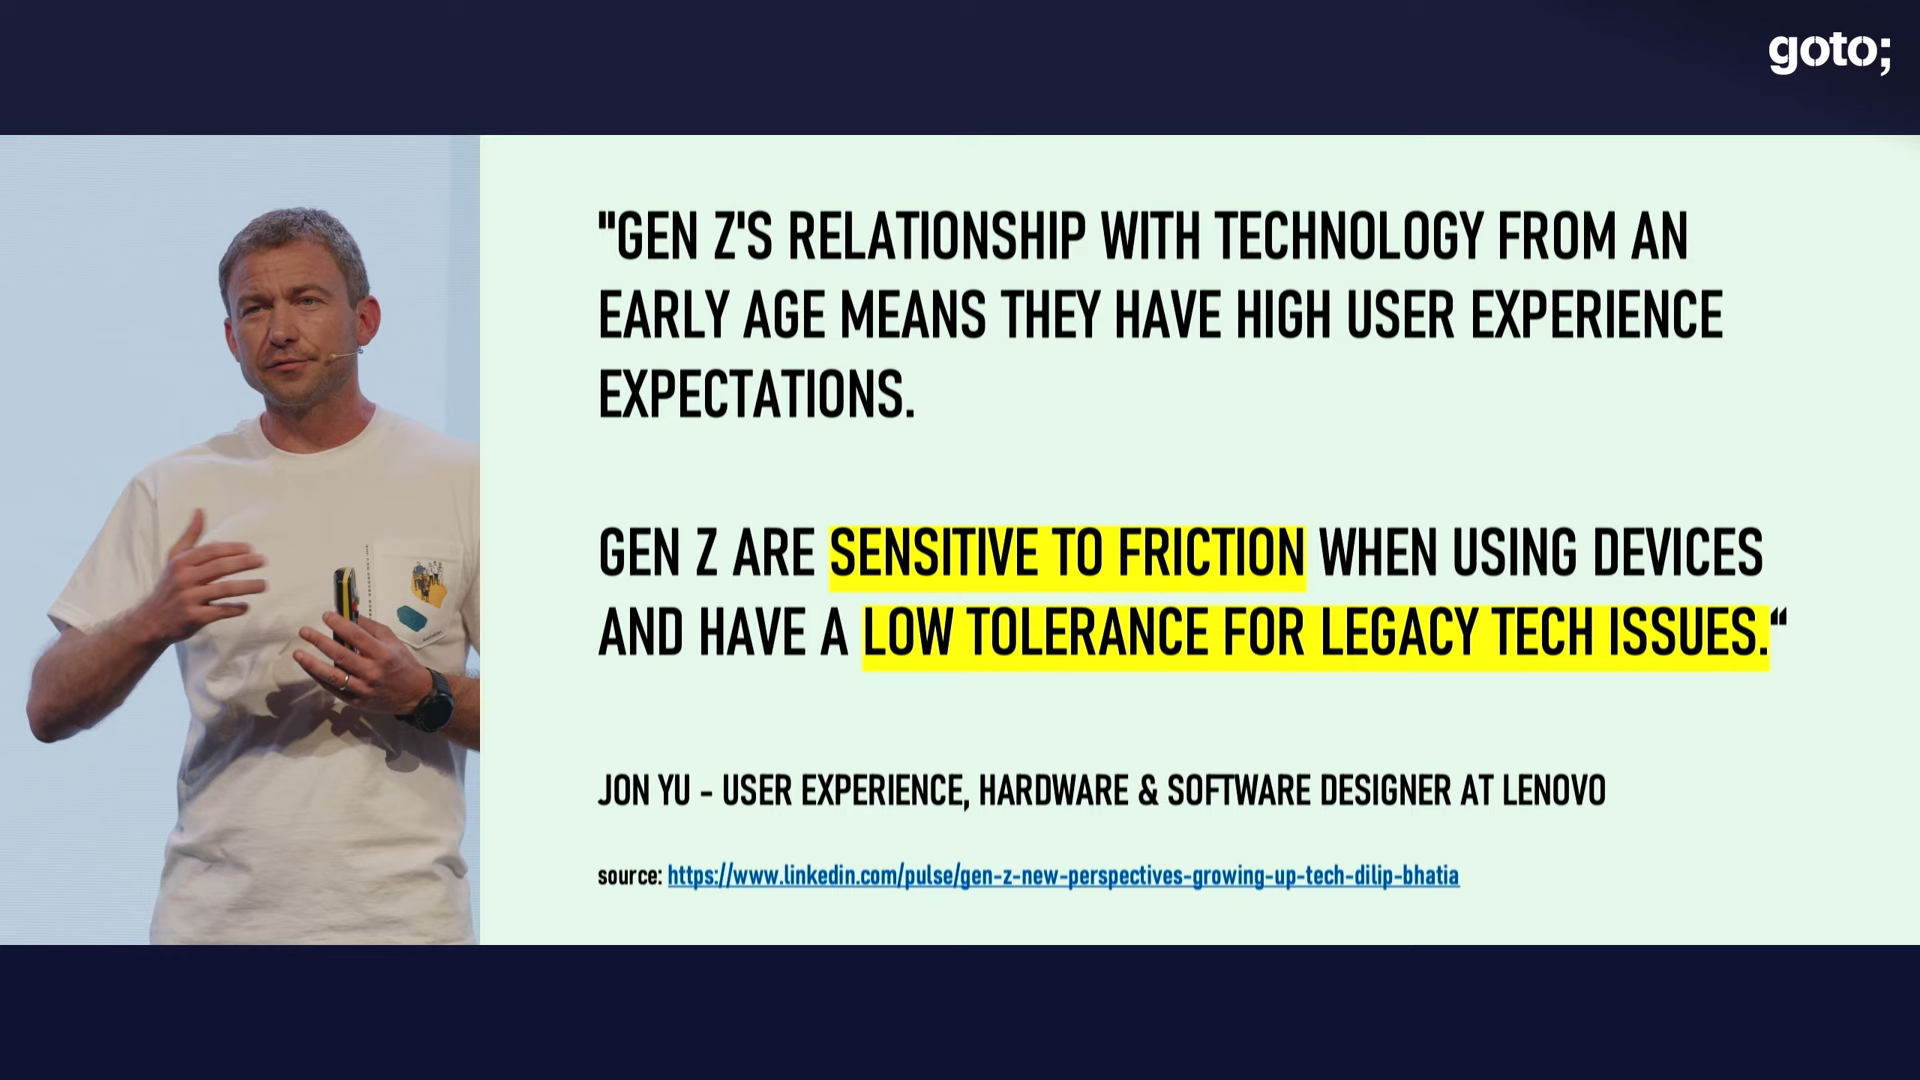 goto;
"GEN Z'S RELATIONSHIP WITH TECHNOLOGY FROM AN
EARLY AGE MEANS THEY HAVE HIGH USER EXPERIENCE
EXPECTATIONS.
GEN Z ARE SENSITIVE TO FRICTION WHEN USING DEVICES
AND HAVE A LOW TOLERANCE FOR LEGACY TECH ISSUES.“
JON YU - USER EXPERIENCE, HARDWARE & SOFTWARE DESIGNER AT LENOVO
source: https://www.linkedin.com/pulse/gen-z-new-perspectives-growing-up-tech-dilip-bhatia